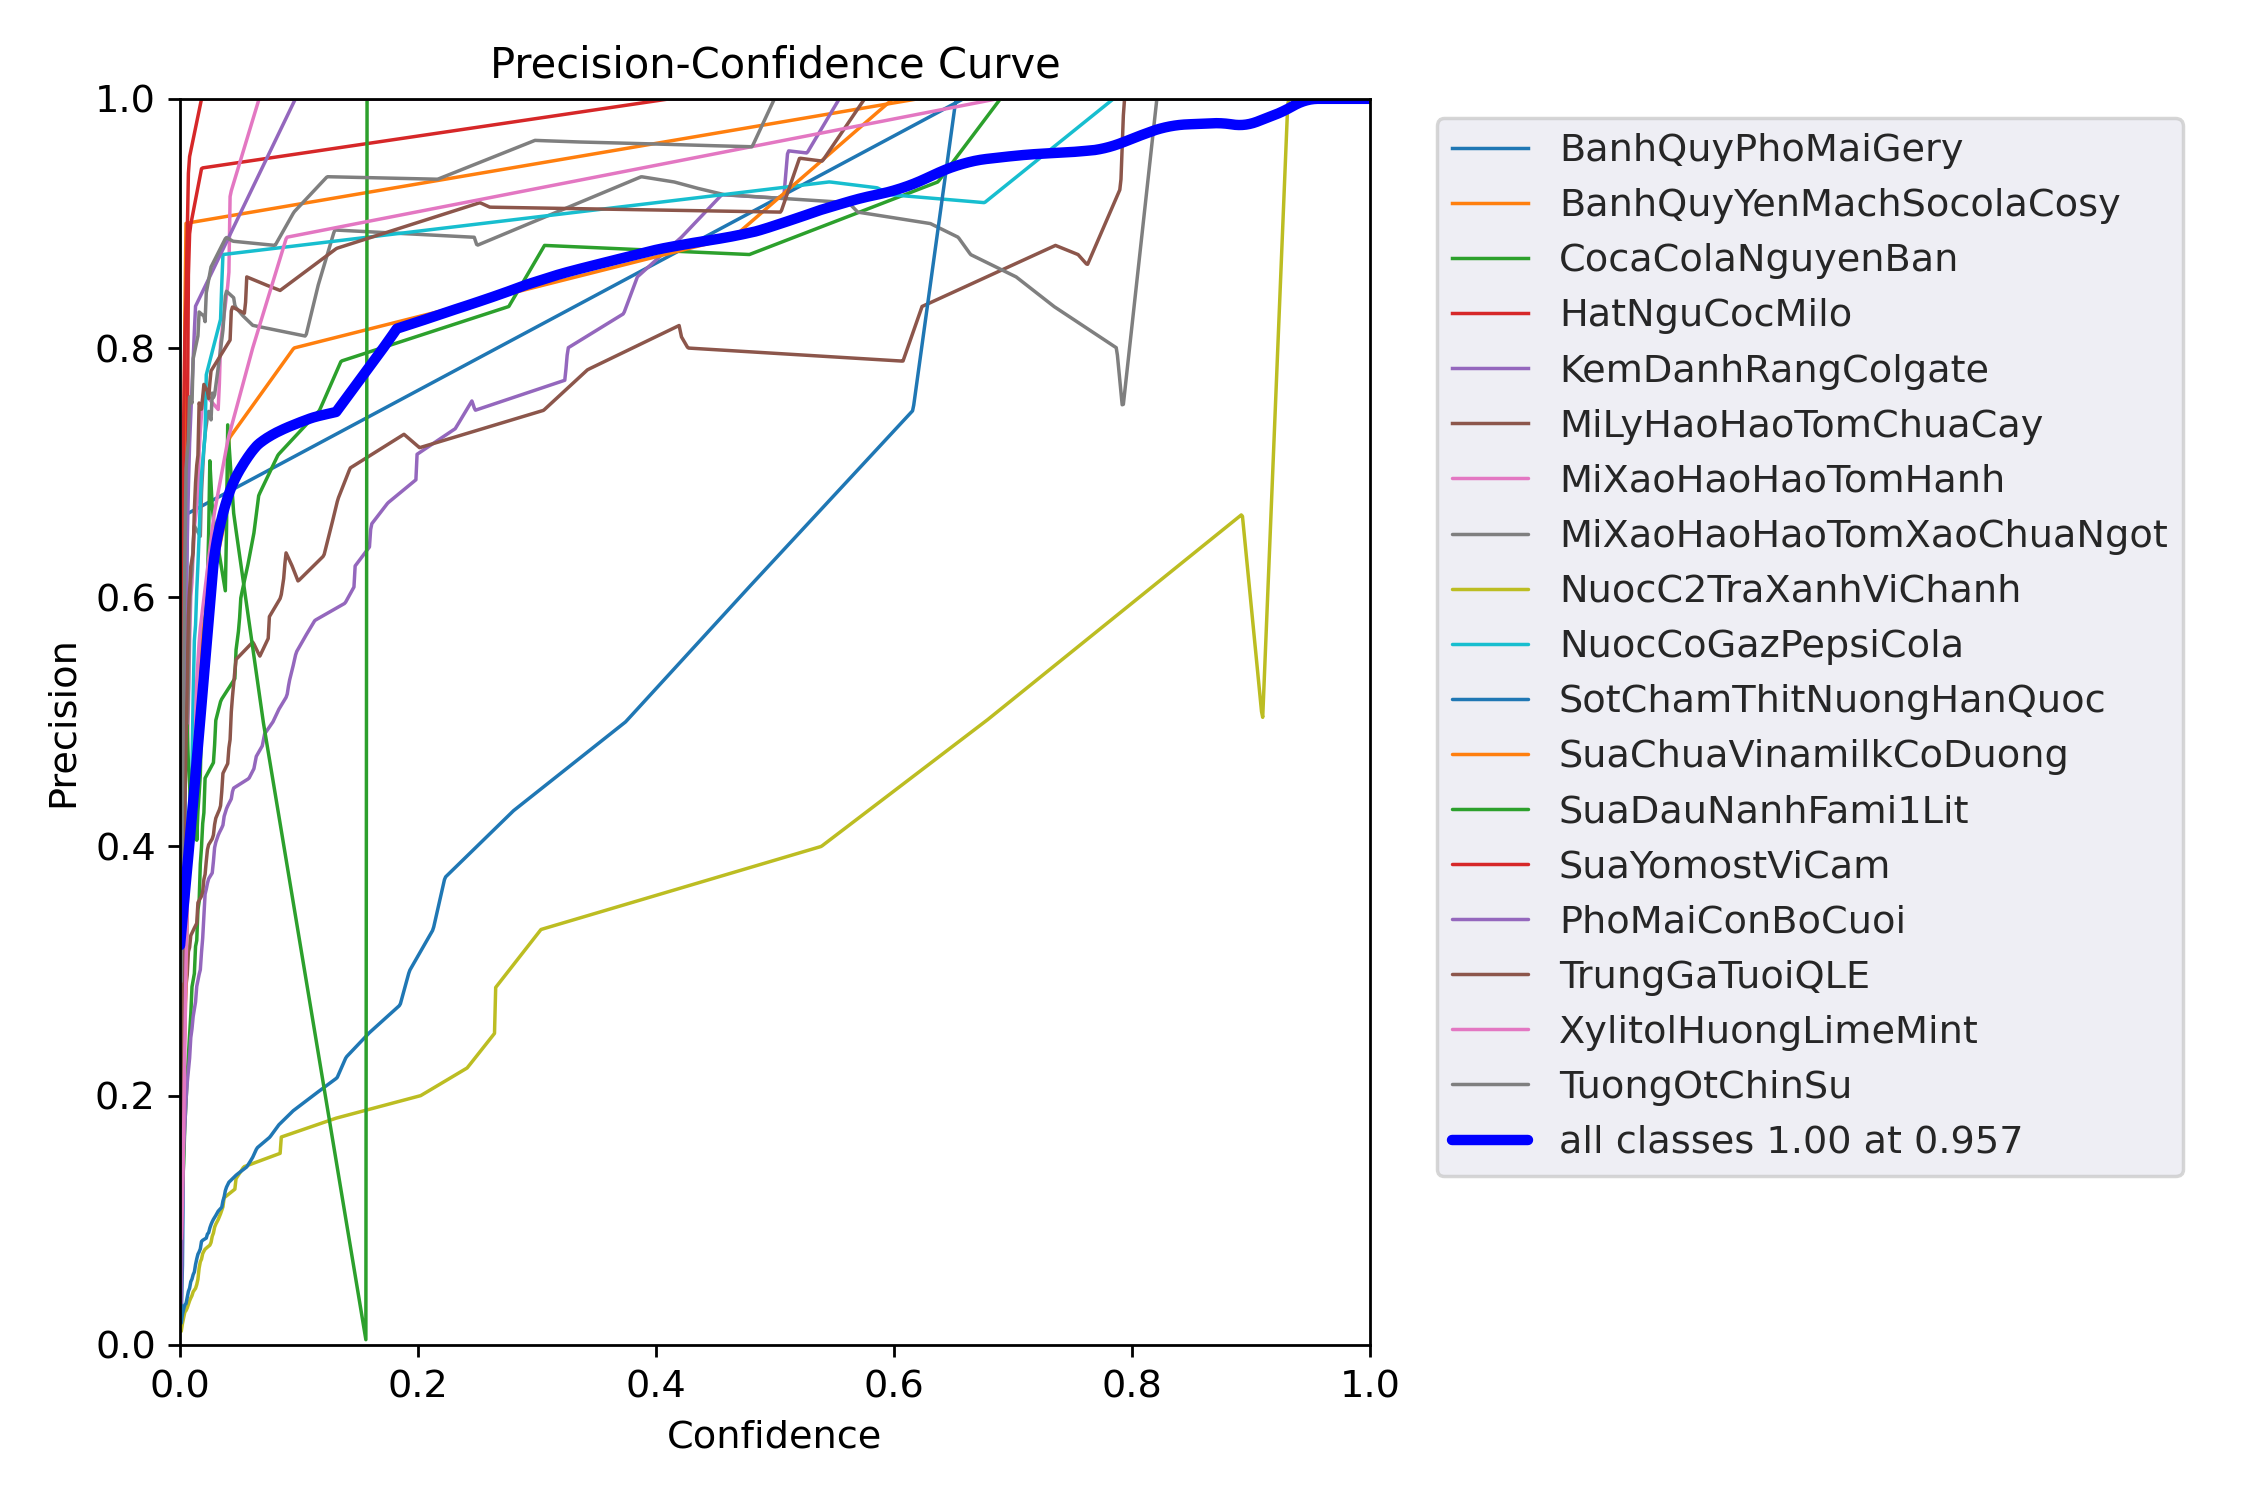 Precision-Confidence Curve
1.0
0.8
0.6
0.4
0.2
0.0
Precision
0.0 0.2 0.4 0.6 0.8 1.0
Confidence
BanhQuyPhoMaiGery
BanhQuyYenMachSocolaCosy
CocaColaNguyenBan
HatNguCocMilo
KemDanhRangColgate
MiLyHaoHaoTomChuaCay
MiXaoHaoHaoTomHanh
MiXaoHaoHaoTomXaoChuaNgot
NuocC2TraXanhViChanh
NuocCoGazPepsiCola
SotChamThitNuongHanQuoc
SuaChuaVinamilkCoDuong
SuaDauNanhFami1Lit
SuaYomostViCam
PhoMaiConBoCuoi
TrungGaTuoiQLE
XylitolHuongLimeMint
TuongOtChinSu
all classes 1.00 at 0.957